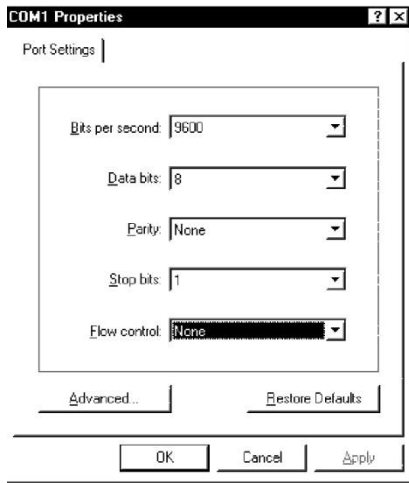 COM1 Properties ? ×
Port Settings
Bits per second: 9600
Data bits: 8
Parity: None
Stop bits: 1
Flow control: None
Advanced... Restore Defaults
OK Cancel Apply